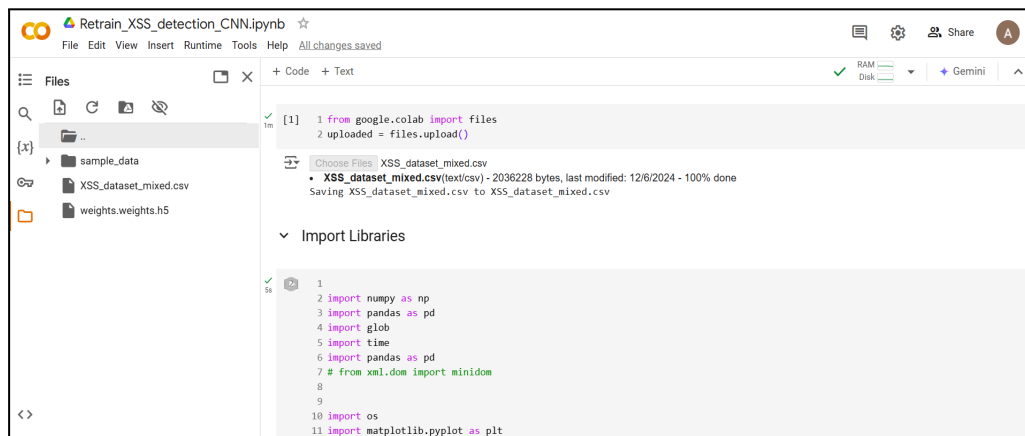 Retrain_XSS_detection_CNN.ipynb
File Edit View Insert Runtime Tools Help All changes saved
Share
A
Files
+ Code + Text
RAM
Disk
Gemini
..
{x}
sample_data
XSS_dataset_mixed.csv
weights.weights.h5
<>
1m
[1]
1 from google.colab import files
2 uploaded = files.upload()
Choose Files XSS_dataset_mixed.csv
• XSS_dataset_mixed.csv(text/csv) - 2036228 bytes, last modified: 12/6/2024 - 100% done
Saving XSS_dataset_mixed.csv to XSS_dataset_mixed.csv
Import Libraries
5s
1
2 import numpy as np
3 import pandas as pd
4 import glob
5 import time
6 import pandas as pd
7 # from xml.dom import minidom
8
9
10 import os
11 import matplotlib.pyplot as plt